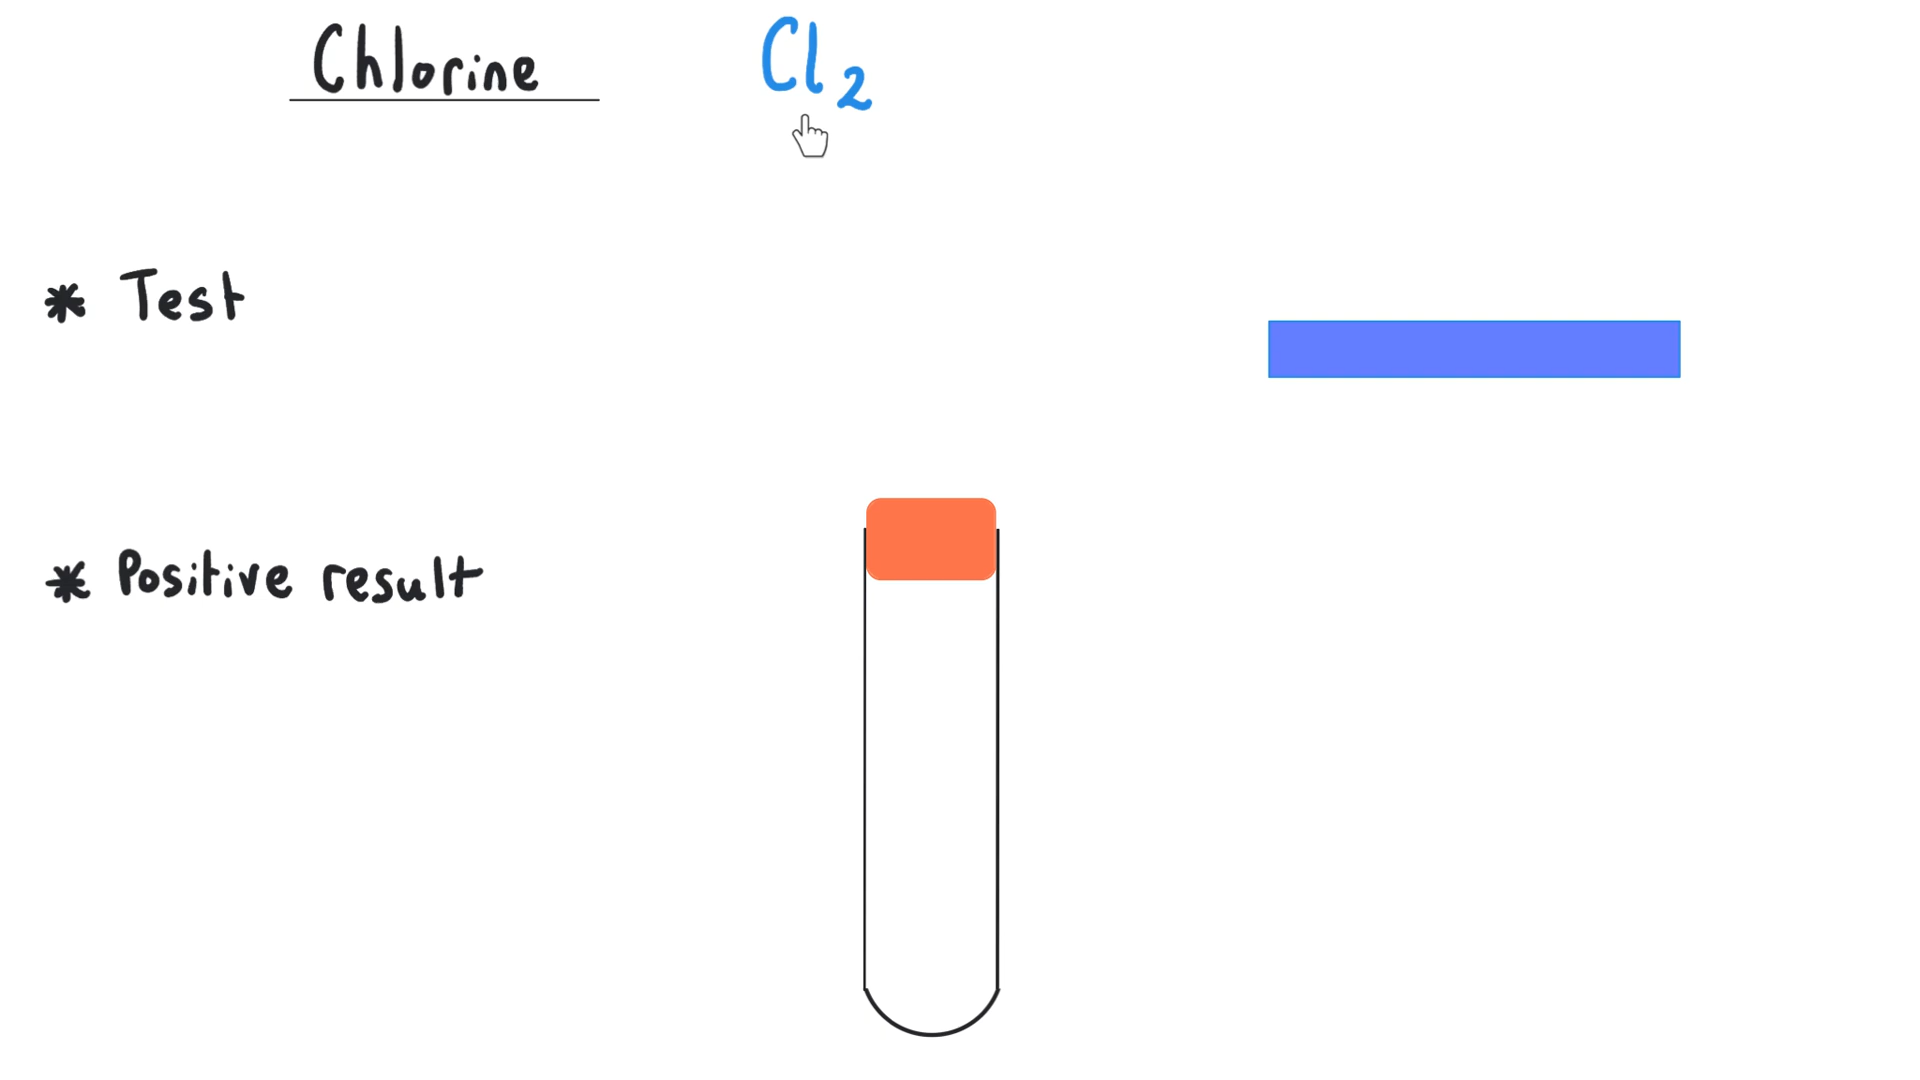 Chlorine Cl₂
* Test
* Positive result